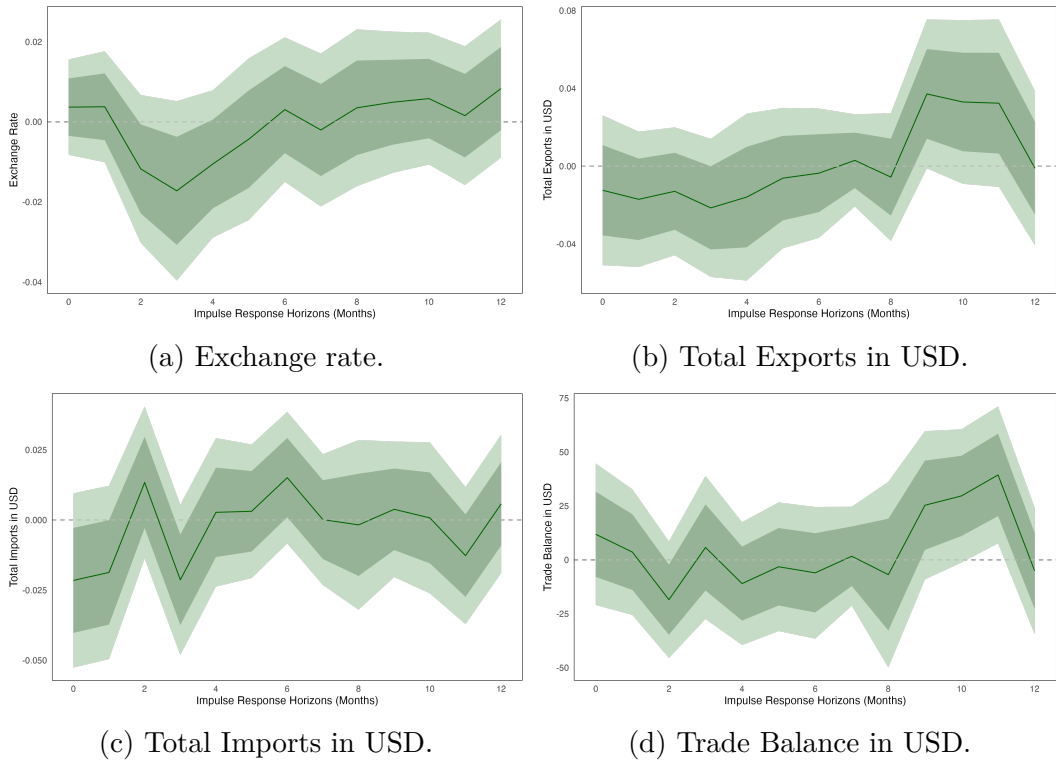 0.02
0.00
-0.02
-0.04
Exchange Rate
0 2 4 6 8 10 12
Impulse Response Horizons (Months)
(a) Exchange rate.
0.08
0.04
0.00
-0.04
Total Exports in USD
0 2 4 6 8 10 12
Impulse Response Horizons (Months)
(b) Total Exports in USD.
0.025
0.000
-0.025
-0.050
Total Imports in USD
0 2 4 6 8 10 12
Impulse Response Horizons (Months)
(c) Total Imports in USD.
75
50
25
0
-25
-50
Trade Balance in USD
0 2 4 6 8 10 12
Impulse Response Horizons (Months)
(d) Trade Balance in USD.